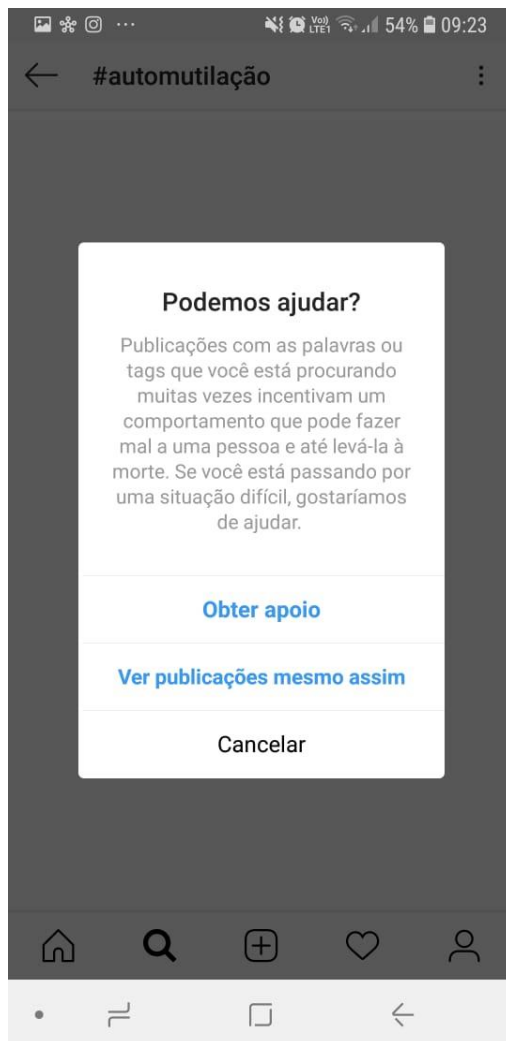 54% 09:23
#automutilação
Podemos ajudar?
Publicações com as palavras ou
tags que você está procurando
muitas vezes incentivam um
comportamento que pode fazer
mal a uma pessoa e até levá-la à
morte. Se você está passando por
uma situação difícil, gostaríamos
de ajudar.
Obter apoio
Ver publicações mesmo assim
Cancelar